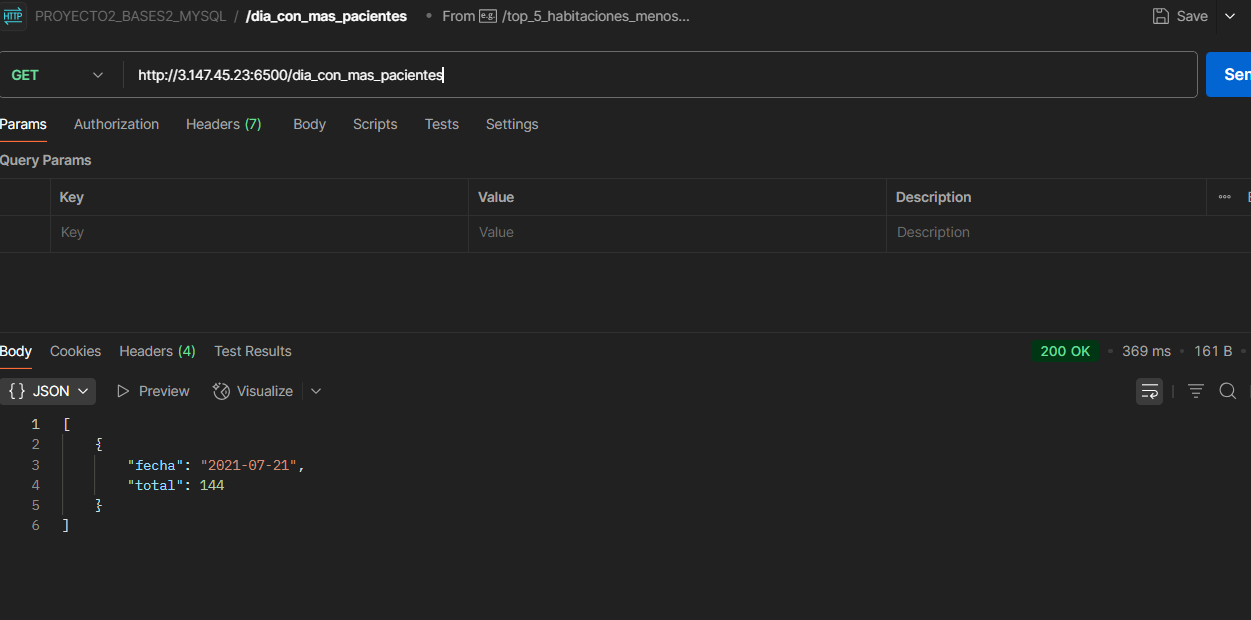 HTTP PROYECTO2_BASES2_MYSQL / /dia_con_mas_pacientes • From e.g. /top_5_habitaciones_menos... Save
GET http://3.147.45.23:6500/dia_con_mas_pacientes Sen
Params Authorization Headers (7) Body Scripts Tests Settings
Query Params
Key Value Description
Key Value Description
Body Cookies Headers (4) Test Results 200 OK • 369 ms • 161 B •
{} JSON Preview Visualize
1 [
2 {
3 "fecha": "2021-07-21",
4 "total": 144
5 }
6 ]